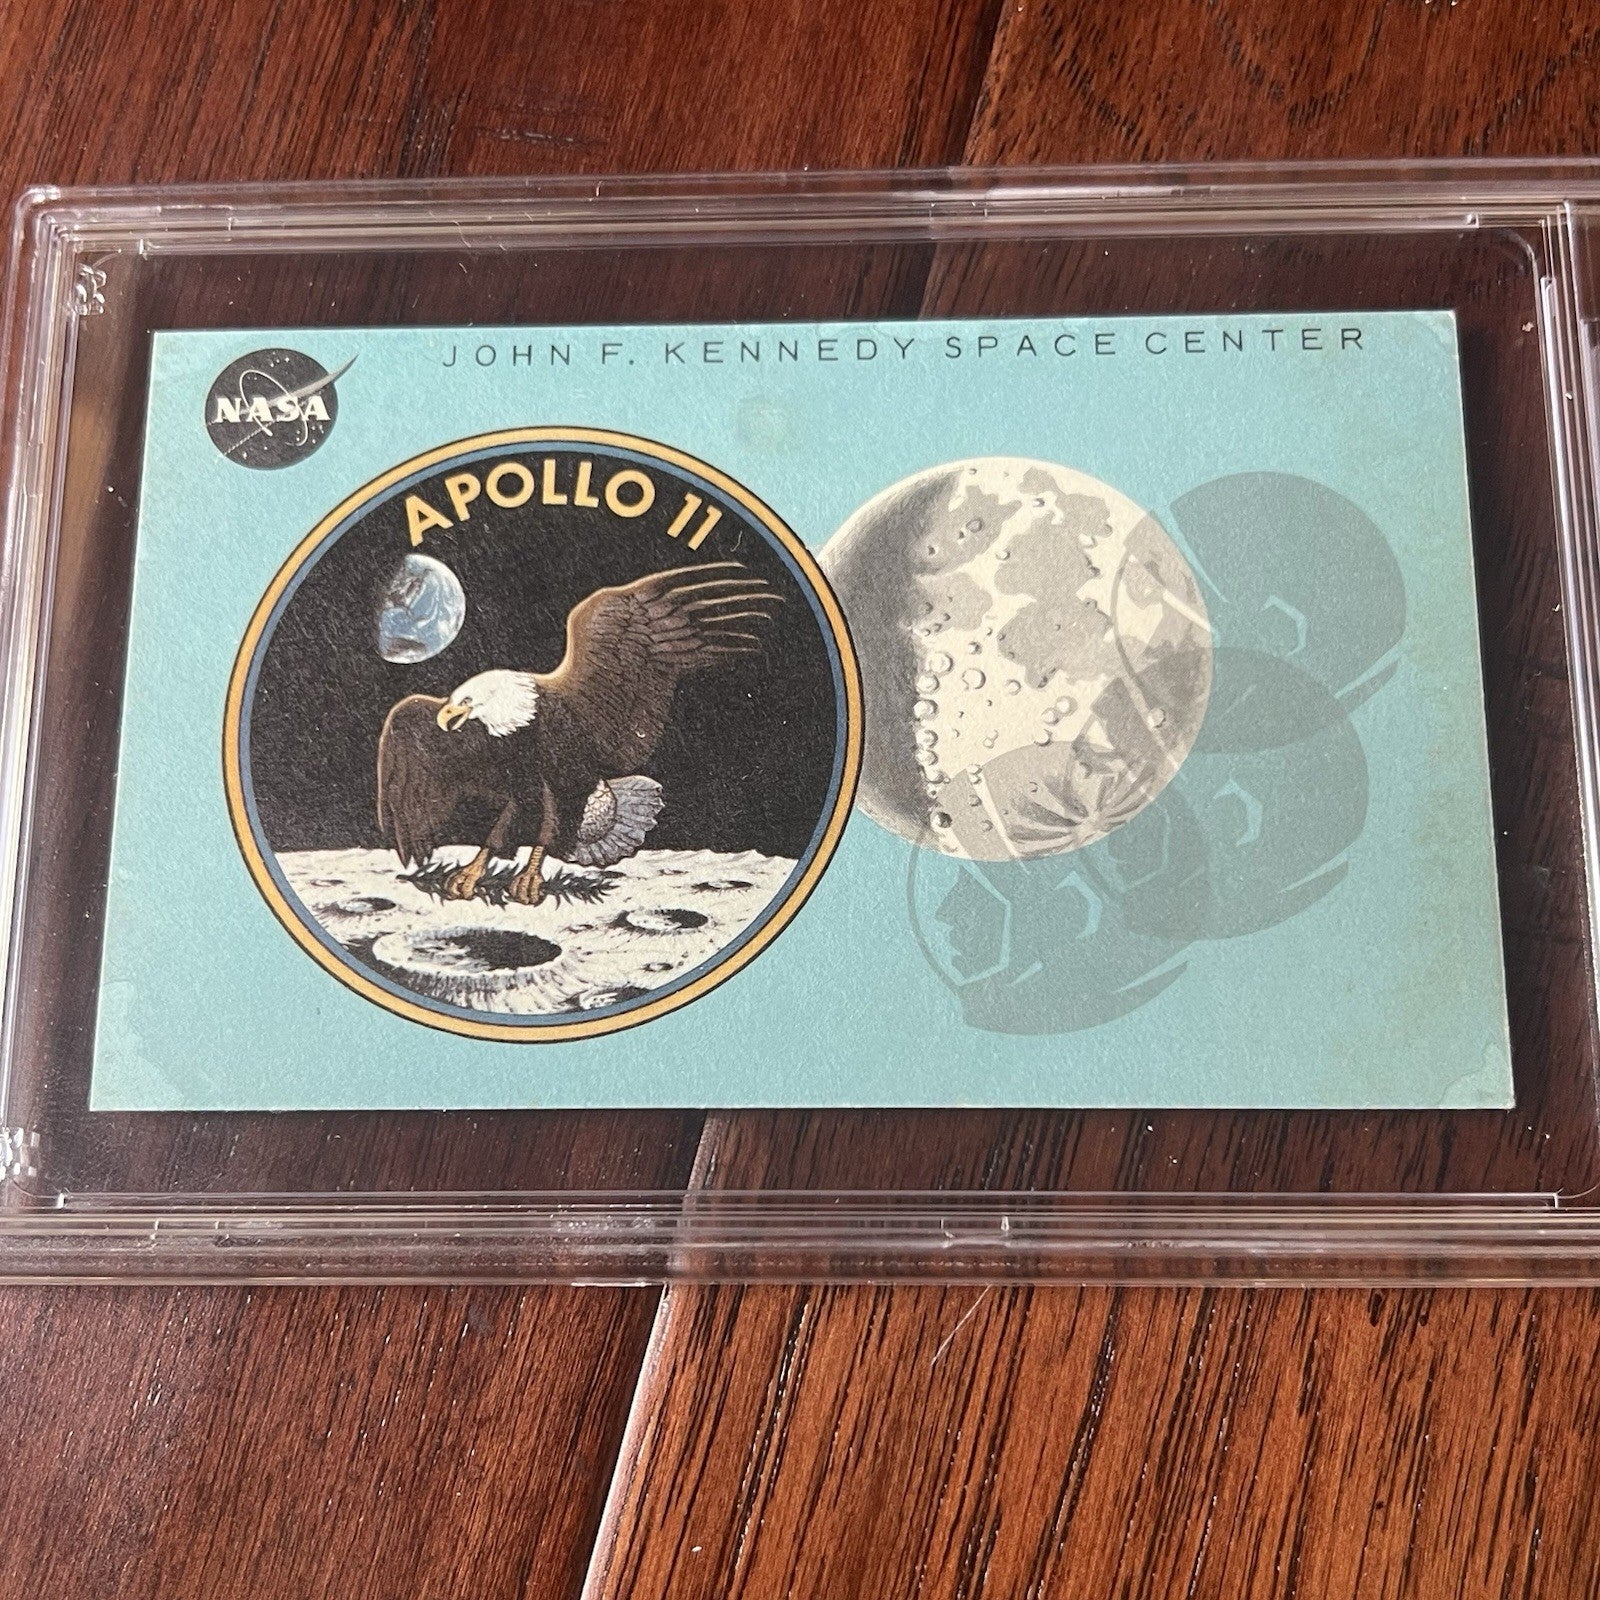 JOHN F. KENNEDY SPACE CENTER
NASA
APOLLO 11